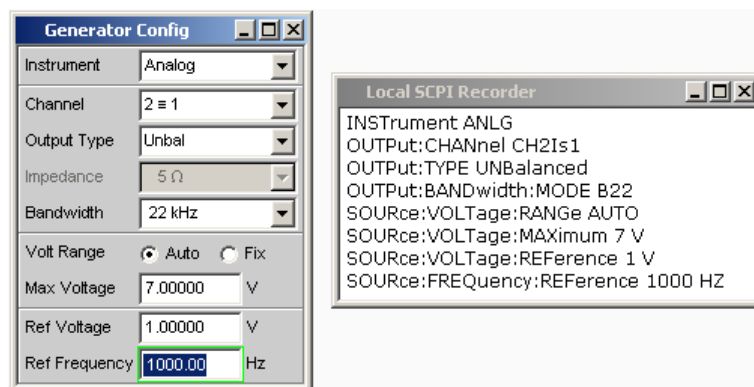 Generator Config
Instrument Analog
Channel 2 ≡ 1
Output Type Unbal
Impedance 5 Ω
Bandwidth 22 kHz
Volt Range Auto Fix
Max Voltage 7.00000 V
Ref Voltage 1.00000 V
Ref Frequency 1000.00 Hz
Local SCPI Recorder
INSTrument ANLG
OUTPut:CHANnel CH2Is1
OUTPut:TYPE UNBalanced
OUTPut:BANDwidth:MODE B22
SOURce:VOLTage:RANGe AUTO
SOURce:VOLTage:MAXimum 7 V
SOURce:VOLTage:REFerence 1 V
SOURce:FREQuency:REFerence 1000 HZ